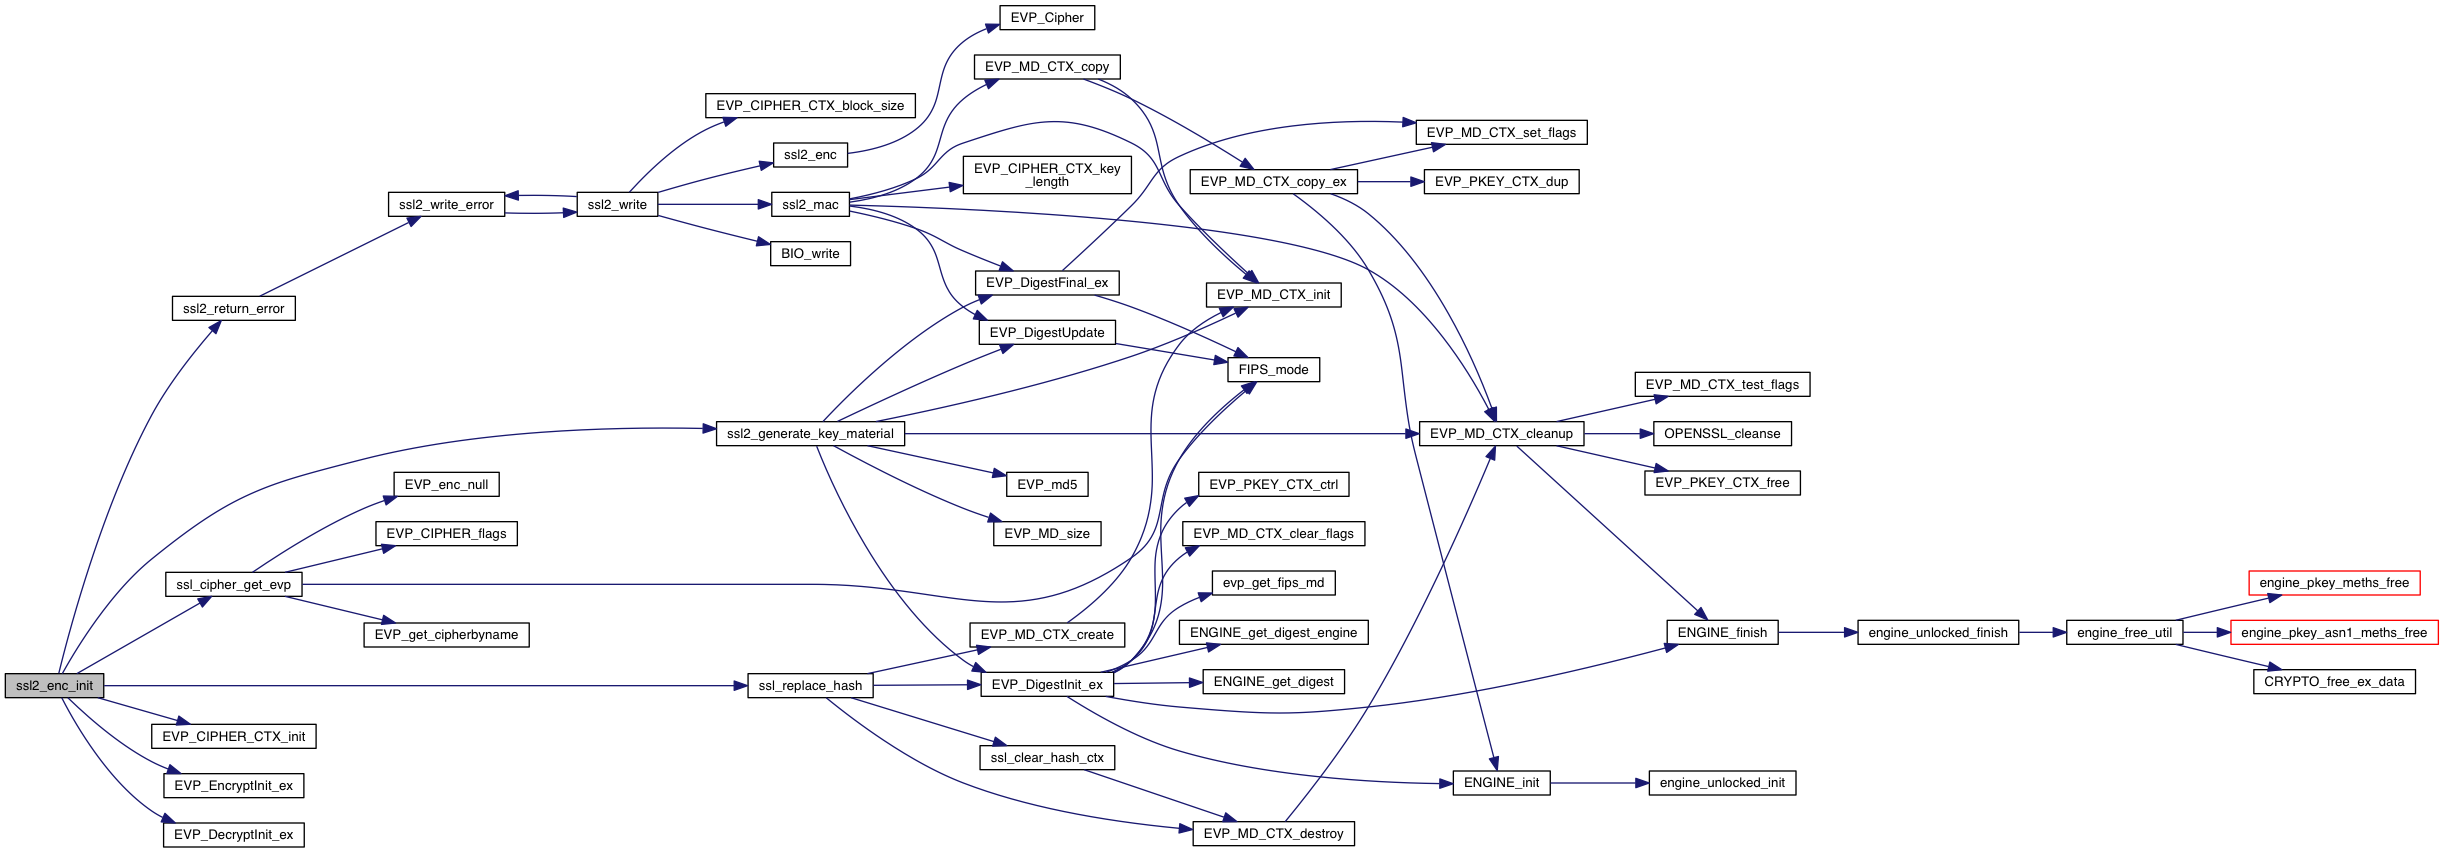 EVP_Cipher
EVP_MD_CTX_copy
EVP_CIPHER_CTX_block_size
EVP_MD_CTX_set_flags
ssl2_enc
EVP_CIPHER_CTX_key
_length
EVP_MD_CTX_copy_ex
EVP_PKEY_CTX_dup
ssl2_write_error
ssl2_write
ssl2_mac
BIO_write
EVP_DigestFinal_ex
EVP_MD_CTX_init
ssl2_return_error
EVP_DigestUpdate
FIPS_mode
EVP_MD_CTX_test_flags
ssl2_generate_key_material
EVP_MD_CTX_cleanup
OPENSSL_cleanse
EVP_enc_null
EVP_md5
EVP_PKEY_CTX_ctrl
EVP_PKEY_CTX_free
EVP_CIPHER_flags
EVP_MD_size
EVP_MD_CTX_clear_flags
ssl_cipher_get_evp
evp_get_fips_md
engine_pkey_meths_free
EVP_get_cipherbyname
EVP_MD_CTX_create
ENGINE_get_digest_engine
ENGINE_finish
engine_unlocked_finish
engine_free_util
engine_pkey_asn1_meths_free
ssl2_enc_init
ssl_replace_hash
EVP_DigestInit_ex
ENGINE_get_digest
CRYPTO_free_ex_data
EVP_CIPHER_CTX_init
ssl_clear_hash_ctx
EVP_EncryptInit_ex
ENGINE_init
engine_unlocked_init
EVP_DecryptInit_ex
EVP_MD_CTX_destroy